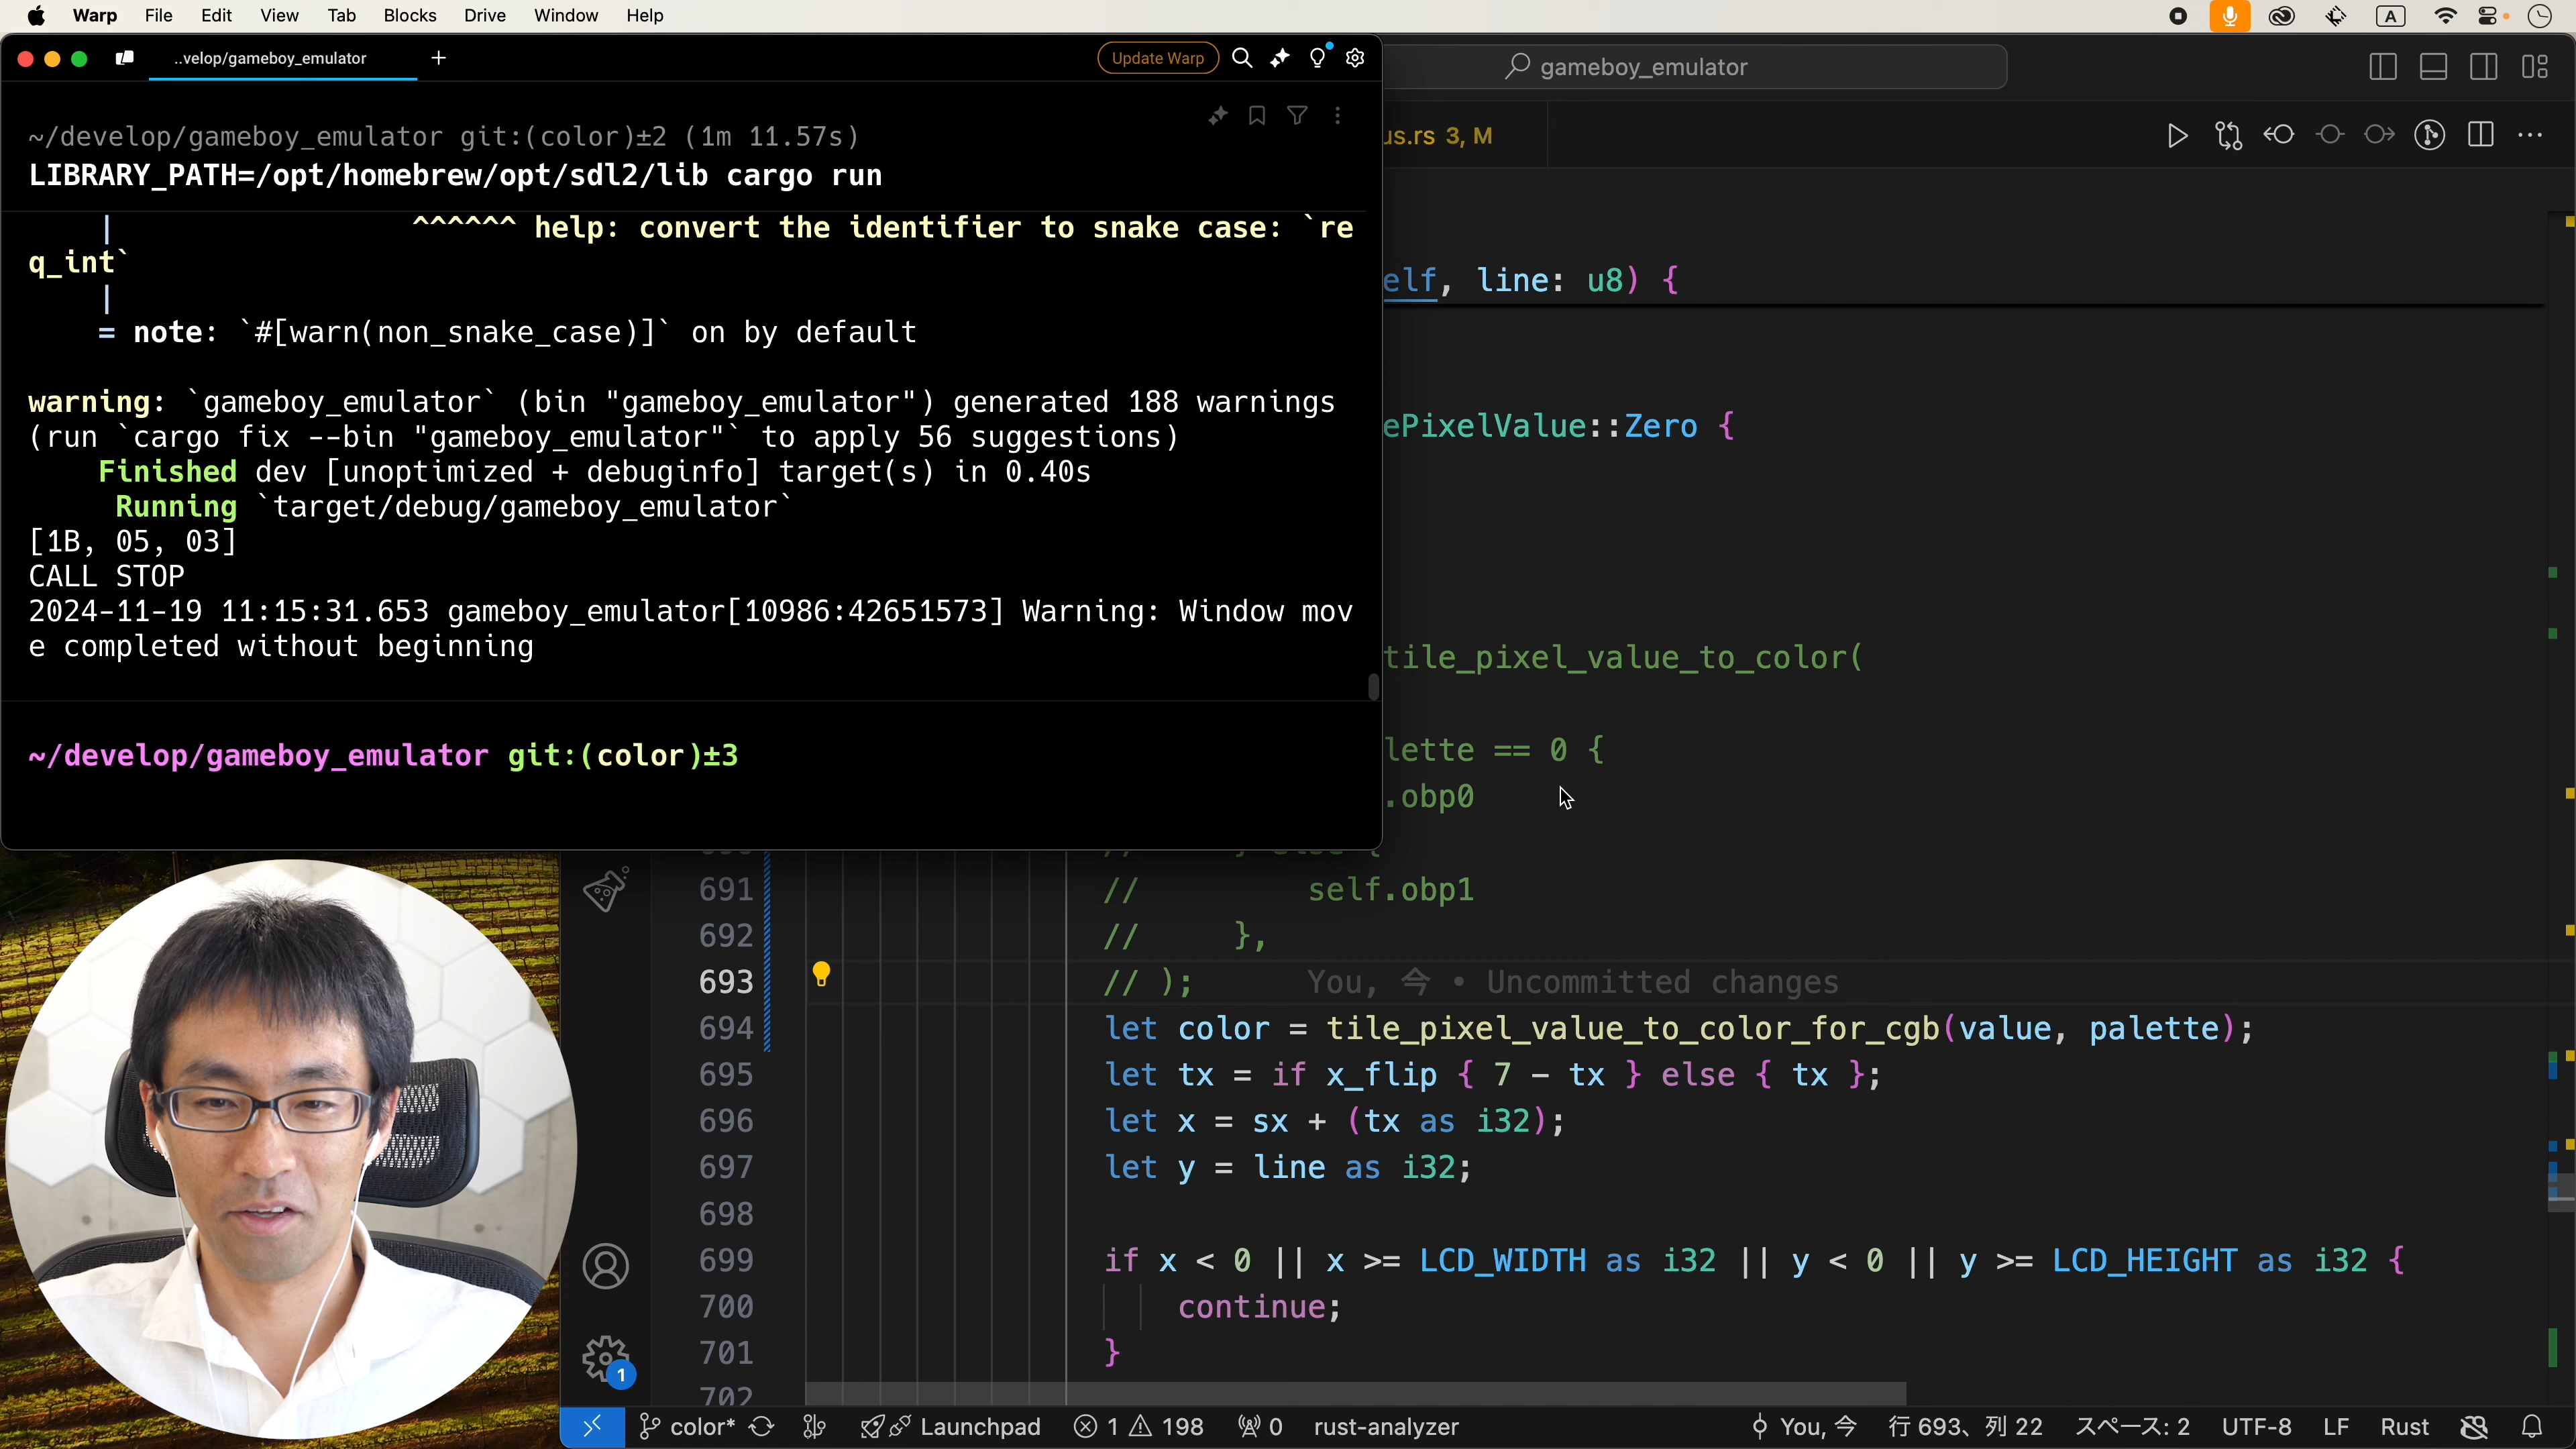 Warp File Edit View Tab Blocks Drive Window Help
A
..velop/gameboy_emulator
+
Update Warp
gameboy_emulator
~/develop/gameboy_emulator git:(color)±2 (1m 11.57s)
LIBRARY_PATH=/opt/homebrew/opt/sdl2/lib cargo run
| ^^^^^^ help: convert the identifier to snake case: `re
q_int`
|
= note: `#[warn(non_snake_case)]` on by default
warning: `gameboy_emulator` (bin "gameboy_emulator") generated 188 warnings
(run `cargo fix --bin "gameboy_emulator"` to apply 56 suggestions)
Finished dev [unoptimized + debuginfo] target(s) in 0.40s
Running `target/debug/gameboy_emulator`
[1B, 05, 03]
CALL STOP
2024-11-19 11:15:31.653 gameboy_emulator[10986:42651573] Warning: Window mov
e completed without beginning
~/develop/gameboy_emulator git:(color)±3
us.rs 3, M
elf, line: u8) {
ePixelValue::Zero {
tile_pixel_value_to_color(
lette == 0 {
.obp0
691 // self.obp1
692 // },
693 // ); You, 今 • Uncommitted changes
694 let color = tile_pixel_value_to_color_for_cgb(value, palette);
695 let tx = if x_flip { 7 - tx } else { tx };
696 let x = sx + (tx as i32);
697 let y = line as i32;
698
699 if x < 0 || x >= LCD_WIDTH as i32 || y < 0 || y >= LCD_HEIGHT as i32 {
700 continue;
701 }
702
1
color* Launchpad 1 198 0 rust-analyzer You, 今 行 693、列 22 スペース: 2 UTF-8 LF Rust